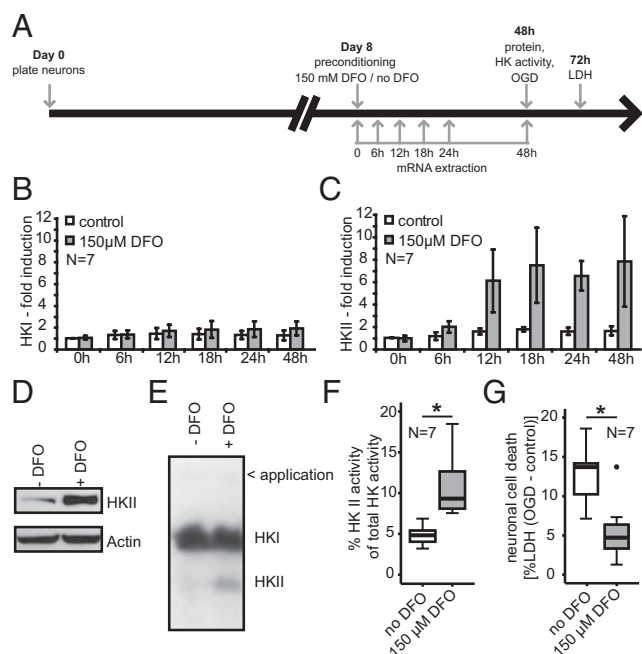 A
Day 0
plate neurons
Day 8
preconditioning
150 mM DFO / no DFO
48h
protein,
HK activity,
OGD
72h
LDH
0 6h 12h 18h 24h 48h
mRNA extraction
B
HKI - fold induction
12
10
8
6
4
2
control
150µM DFO
N=7
0h 6h 12h 18h 24h 48h
C
HKII - fold induction
12
10
8
6
4
2
control
150µM DFO
N=7
0h 6h 12h 18h 24h 48h
D
- DFO
+ DFO
HKII
Actin
E
- DFO
+ DFO
< application
HKI
HKII
F
% HK II activity
of total HK activity
20
15
10
5
0
*
N=7
no DFO
150 µM DFO
G
neuronal cell death
[%LDH (OGD - control)]
20
15
10
5
0
*
N=7
no DFO
150 µM DFO